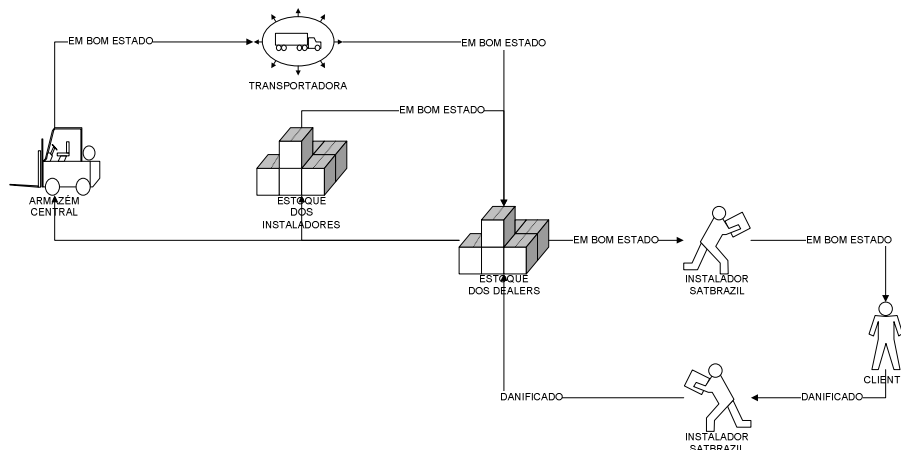 EM BOM ESTADO
EM BOM ESTADO
TRANSPORTADORA
EM BOM ESTADO
ARMAZÉM
CENTRAL
ESTOQUE
DOS
INSTALADORES
EM BOM ESTADO
EM BOM ESTADO
ESTOQUE
DOS DEALERS
INSTALADOR
SATBRAZIL
CLIENT
DANIFICADO
DANIFICADO
INSTALADOR
SATBRAZIL